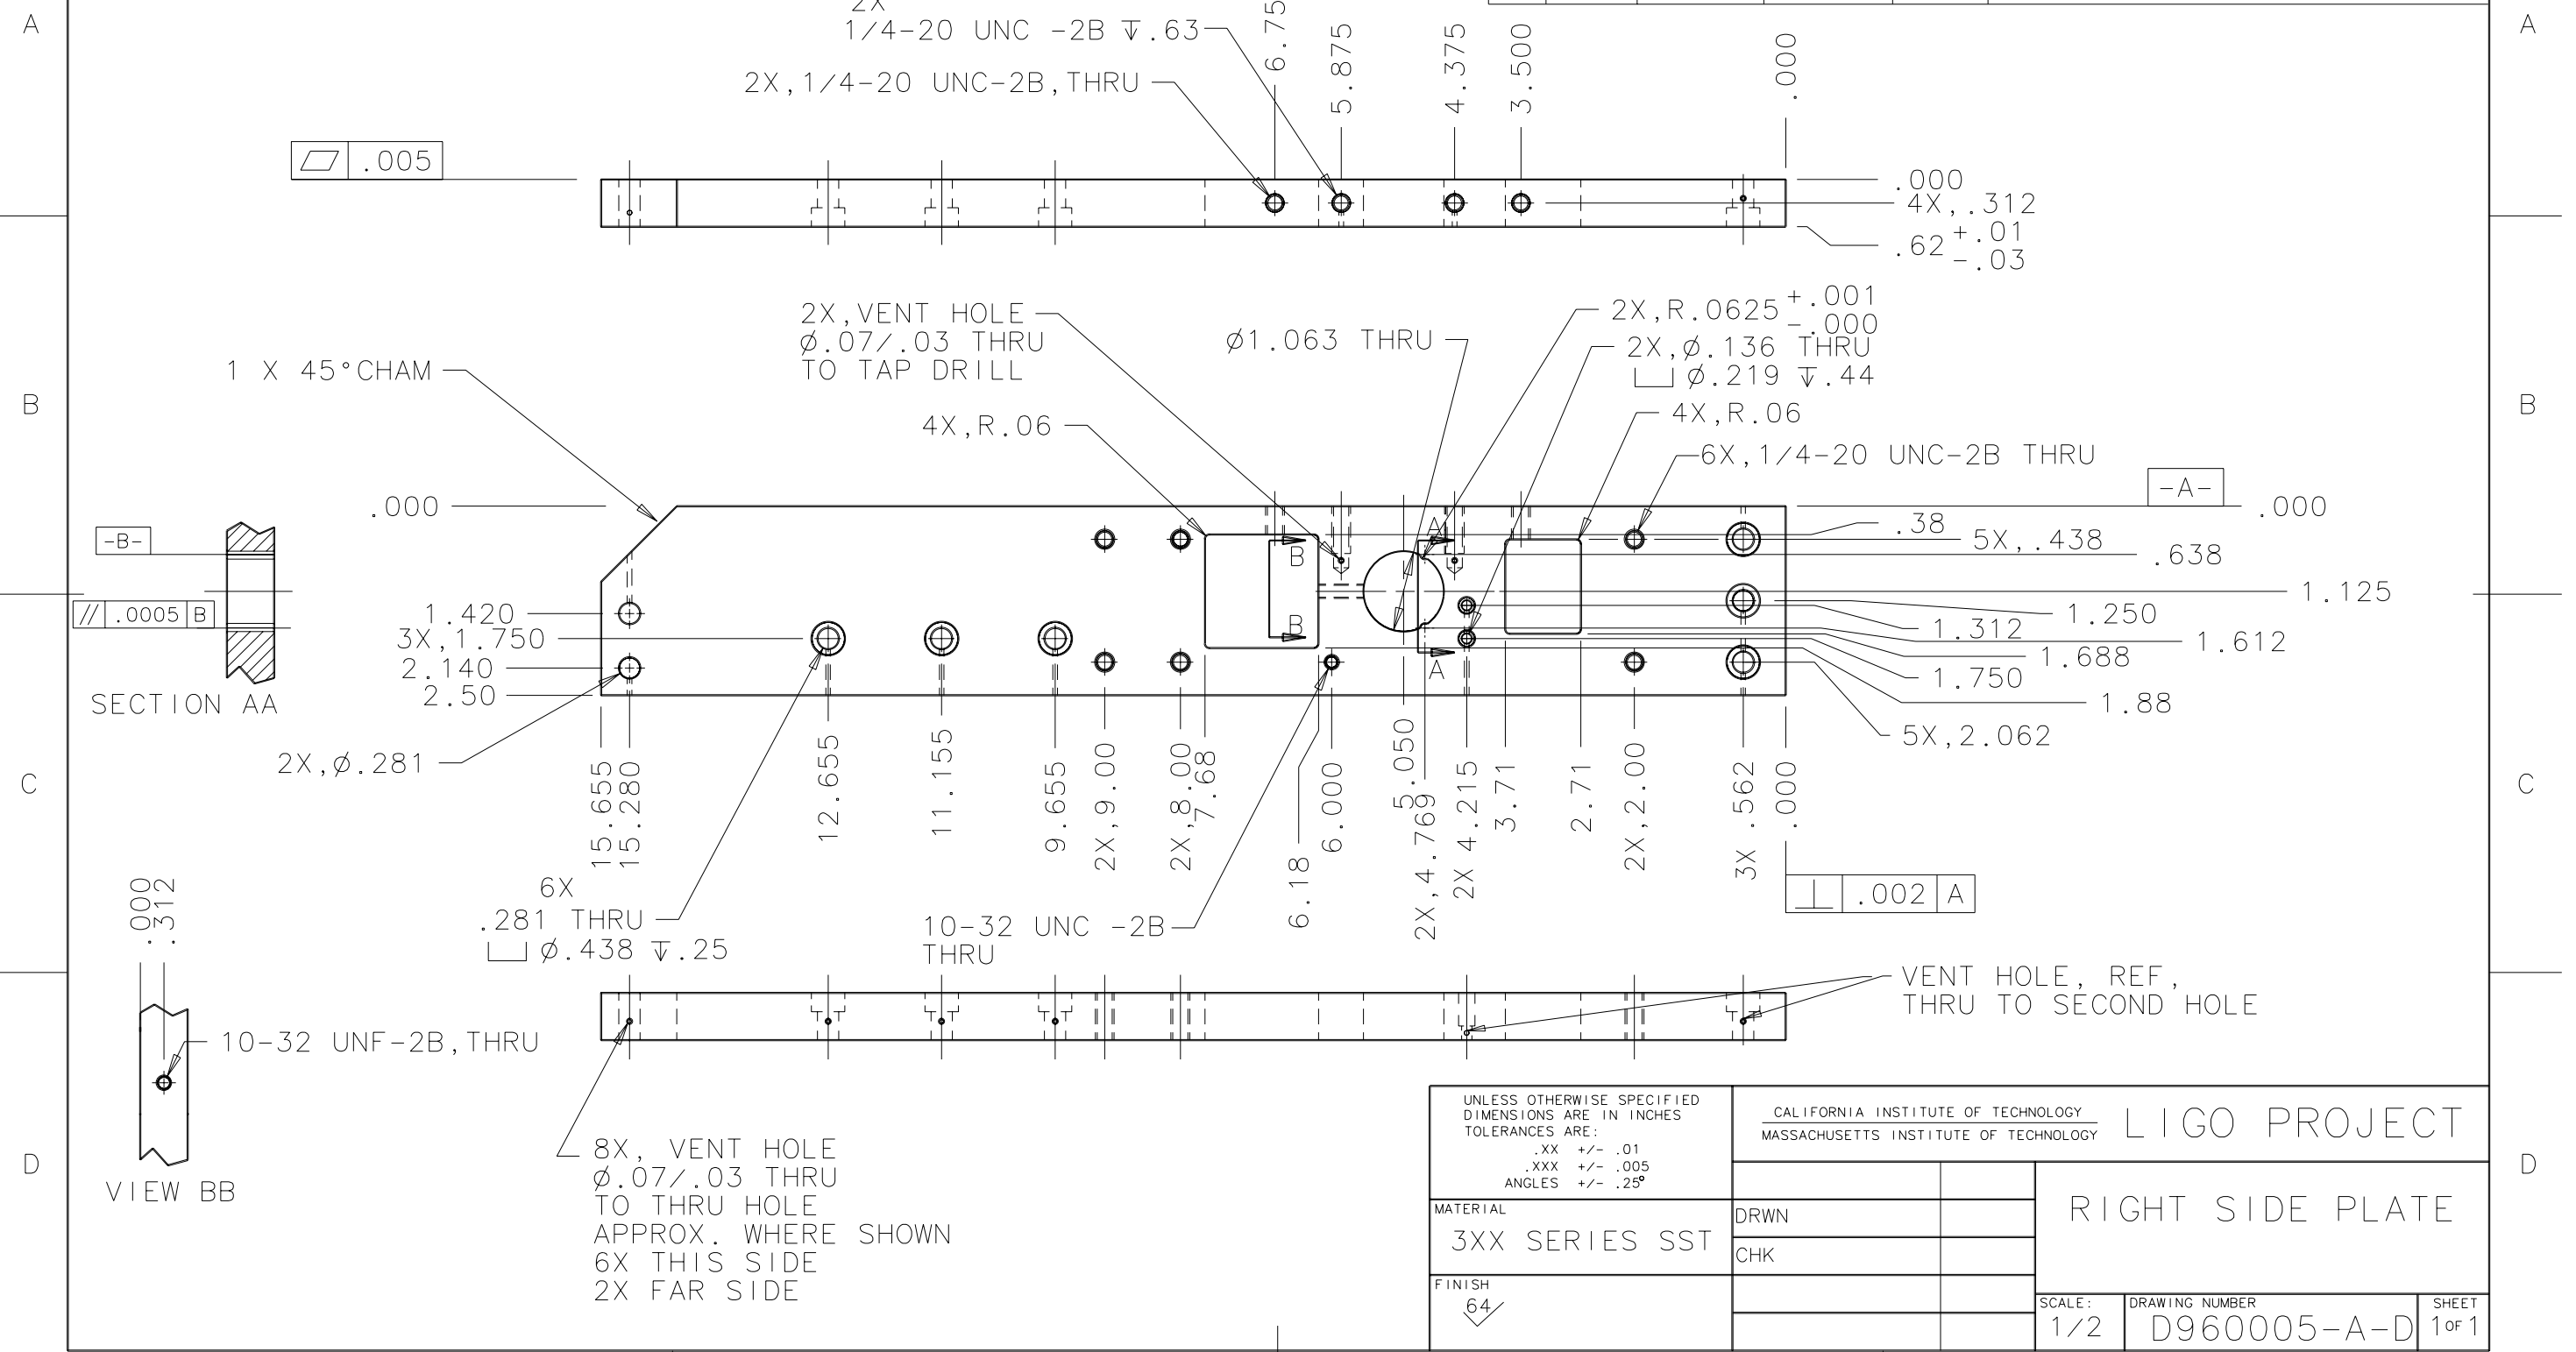 A
A
2X
1/4-20 UNC -2B ↧.63
2X,1/4-20 UNC-2B,THRU
6.75
5.875
4.375
3.500
.000
⏥ .005
.000
4X,.312
.62 +.01 -.03
2X,VENT HOLE
Ø.07/.03 THRU
TO TAP DRILL
Ø1.063 THRU
2X,R.0625 +.001 -.000
2X,Ø.136 THRU
⌴ Ø.219 ↧.44
1 X 45°CHAM
B
B
4X,R.06
4X,R.06
6X,1/4-20 UNC-2B THRU
-A-
.000
.000
.38
5X,.438
.638
-B-
// .0005 B
SECTION AA
A
B
B
A
1.125
1.250
1.312
1.612
1.688
1.750
1.88
5X,2.062
1.420
3X,1.750
2.140
2.50
2X,Ø.281
C
C
15.655
15.280
12.655
11.155
9.655
2X,9.00
2X,8.00
7.68
6.18
6.000
5.050
2X,4.769
2X 4.215
3.71
2.71
2X,2.00
3X .562
.000
⊥ .002 A
6X
.281 THRU
⌴ Ø.438 ↧.25
10-32 UNC -2B
THRU
.000
.312
10-32 UNF-2B,THRU
VIEW BB
VENT HOLE, REF,
THRU TO SECOND HOLE
8X, VENT HOLE
Ø.07/.03 THRU
TO THRU HOLE
APPROX. WHERE SHOWN
6X THIS SIDE
2X FAR SIDE
D
D
UNLESS OTHERWISE SPECIFIED
DIMENSIONS ARE IN INCHES
TOLERANCES ARE:
.XX +/- .01
.XXX +/- .005
ANGLES +/- .25°
MATERIAL
3XX SERIES SST
FINISH
64
CALIFORNIA INSTITUTE OF TECHNOLOGY
MASSACHUSETTS INSTITUTE OF TECHNOLOGY
LIGO PROJECT
DRWN
CHK
RIGHT SIDE PLATE
SCALE:
1/2
DRAWING NUMBER
D960005-A-D
SHEET
1 OF 1